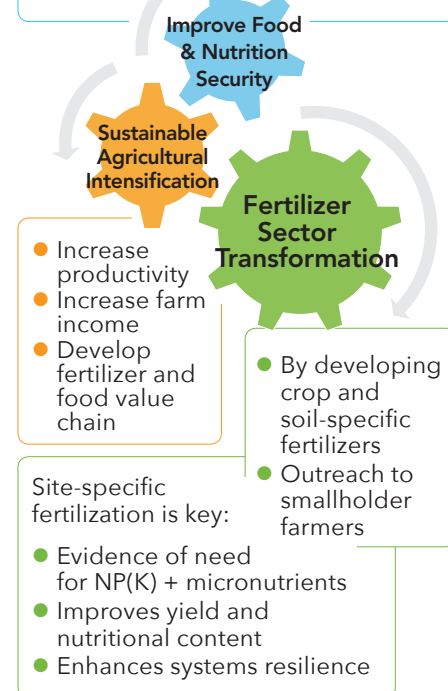 Improve Food
& Nutrition
Security
Sustainable
Agricultural
Intensification
Fertilizer
Sector
Transformation
● Increase
productivity
● Increase farm
income
● Develop
fertilizer and
food value
chain
● By developing
crop and
soil-specific
fertilizers
● Outreach to
smallholder
farmers
Site-specific
fertilization is key:
● Evidence of need
for NP(K) + micronutrients
● Improves yield and
nutritional content
● Enhances systems resilience